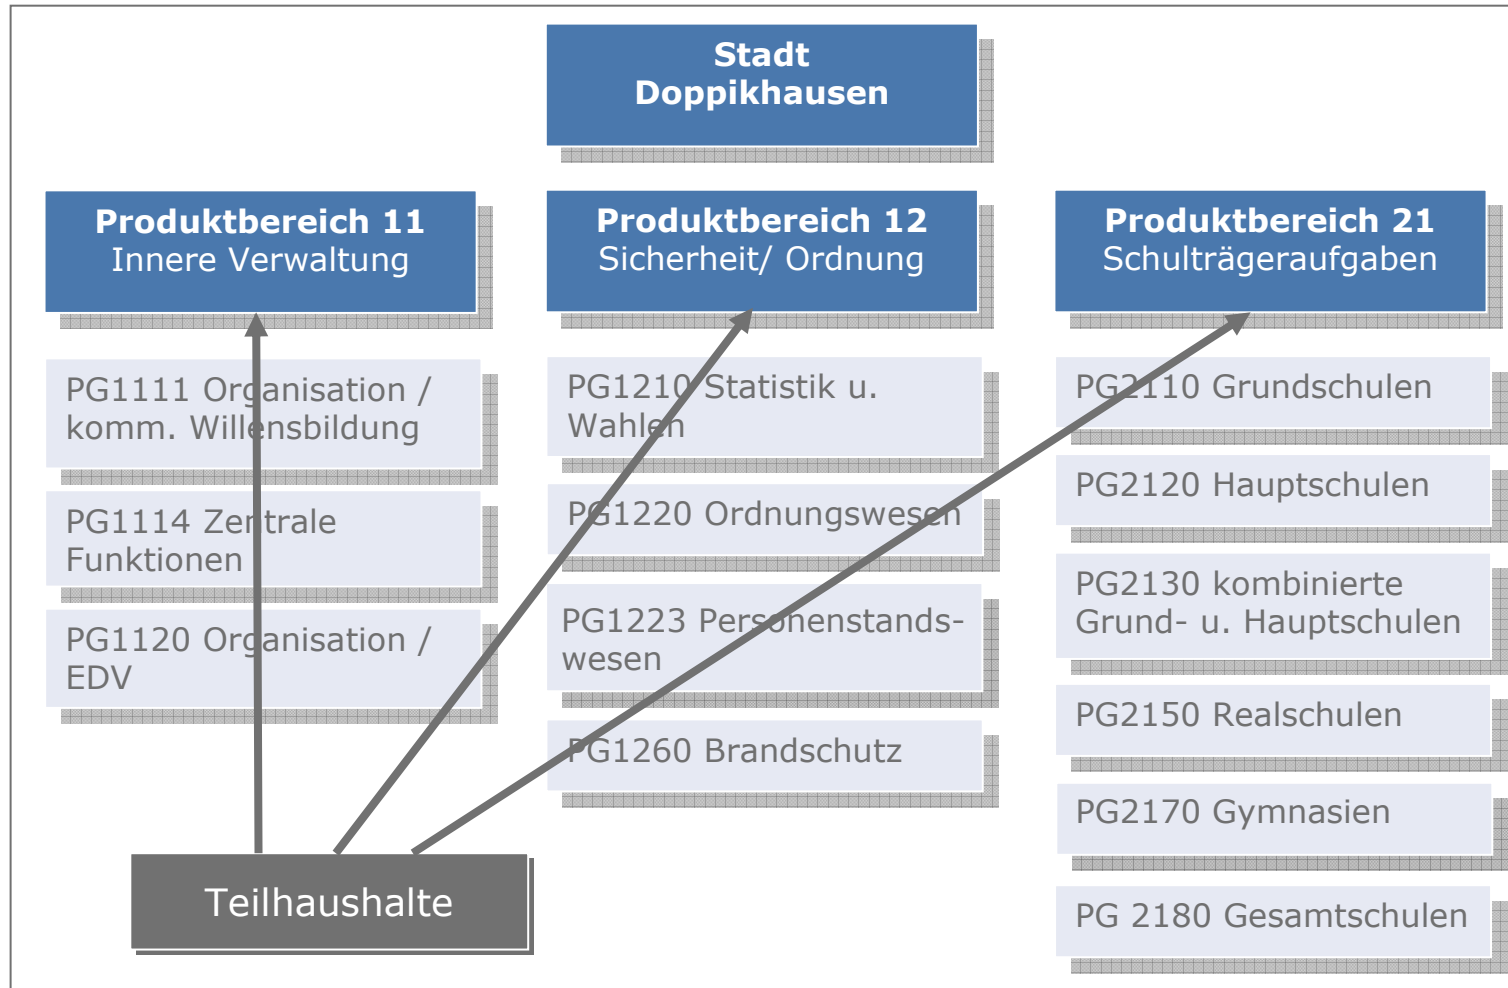 Stadt
Doppikhausen
Produktbereich 11
Innere Verwaltung
PG1111 Organisation /
komm. Willensbildung
PG1114 Zentrale
Funktionen
PG1120 Organisation /
EDV
Produktbereich 12
Sicherheit/ Ordnung
PG1210 Statistik u.
Wahlen
PG1220 Ordnungswesen
PG1223 Personenstands-
wesen
PG1260 Brandschutz
Produktbereich 21
Schulträgeraufgaben
PG2110 Grundschulen
PG2120 Hauptschulen
PG2130 kombinierte
Grund- u. Hauptschulen
PG2150 Realschulen
PG2170 Gymnasien
PG 2180 Gesamtschulen
Teilhaushalte